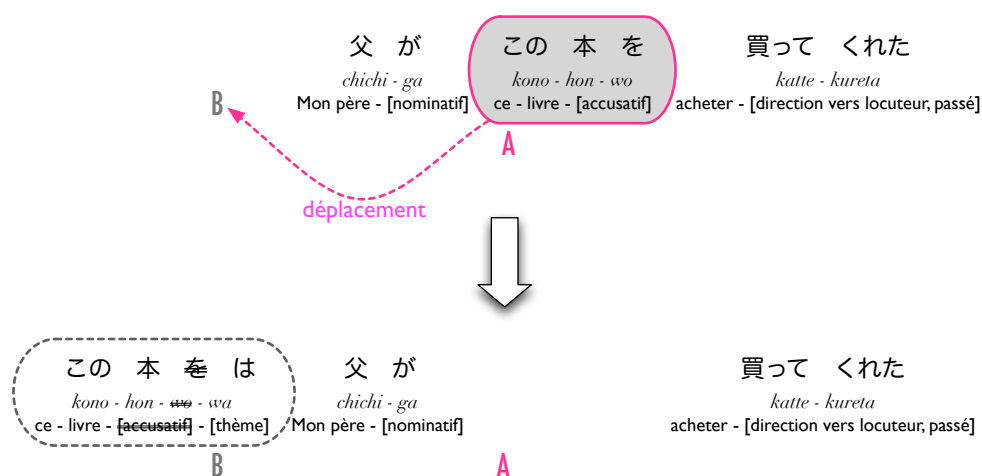 父 が この 本 を 買って くれた
chichi - ga kono - hon - wo katte - kureta
Mon père - [nominatif] ce - livre - [accusatif] acheter - [direction vers locuteur, passé]
B
A
déplacement
この 本 を は 父 が 買って くれた
kono - hon - wo - wa chichi - ga katte - kureta
ce - livre - [accusatif] - [thème] Mon père - [nominatif] acheter - [direction vers locuteur, passé]
B A